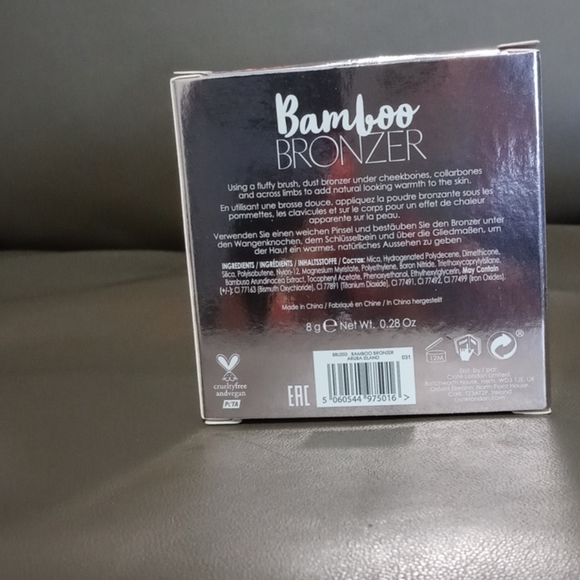 Bamboo
BRONZER
Using a fluffy brush, dust bronzer under cheekbones, collarbones
and across limbs to add natural looking warmth to the skin.
En utilisant une brosse douce, appliquez la poudre bronzante sous les
pommettes, les clavicules et sur le corps pour un effet de chaleur
apparente sur la peau.
Verwenden Sie einen weichen Pinsel und bestäuben Sie den Bronzer unter
den Wangenknochen, dem Schlüsselbein und über die Gliedmaßen, um
der Haut ein warmes, natürliches Aussehen zu geben
INGREDIENTS / INGRÉDIENTS / INHALTSSTOFFE / Состав: Mica, Hydrogenated Polydecene, Dimethicone,
Silica, Polyisobutene, Nylon-12, Magnesium Myristate, Polyethylene, Boron Nitride, Triethoxycaprylylsilane,
Bambusa Arundinacea Extract, Tocopheryl Acetate, Phenoxyethanol, Ethylhexylglycerin, May Contain
(+/-): CI 77163 (Bismuth Oxychloride), CI 77891 (Titanium Dioxide), CI 77491, CI 77492, CI 77499 (Iron Oxides).
Made in China / Fabriqué en Chine / In China hergestellt
8 g ℮ Net Wt. 0.28 Oz
BAMBOO BRONZER
ARUBA ISLAND
031
12M
crueltyfree
andvegan
PeTA
EAC
5 060544 975016 >
Dist. By / par: